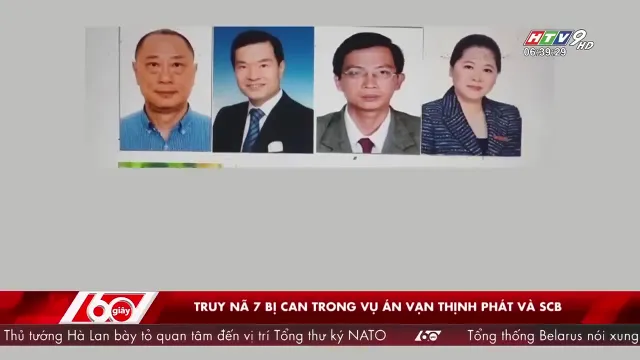 HTV9 HD
06:39:29
60 giây
TRUY NÃ 7 BỊ CAN TRONG VỤ ÁN VẠN THỊNH PHÁT VÀ SCB
Thủ tướng Hà Lan bày tỏ quan tâm đến vị trí Tổng thư ký NATO 60 Tổng thống Belarus nói xung